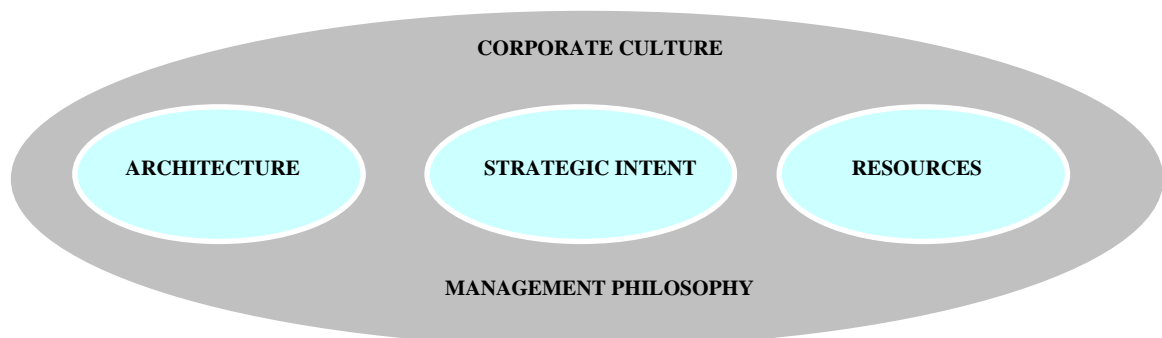 CORPORATE CULTURE
ARCHITECTURE
STRATEGIC INTENT
RESOURCES
MANAGEMENT PHILOSOPHY